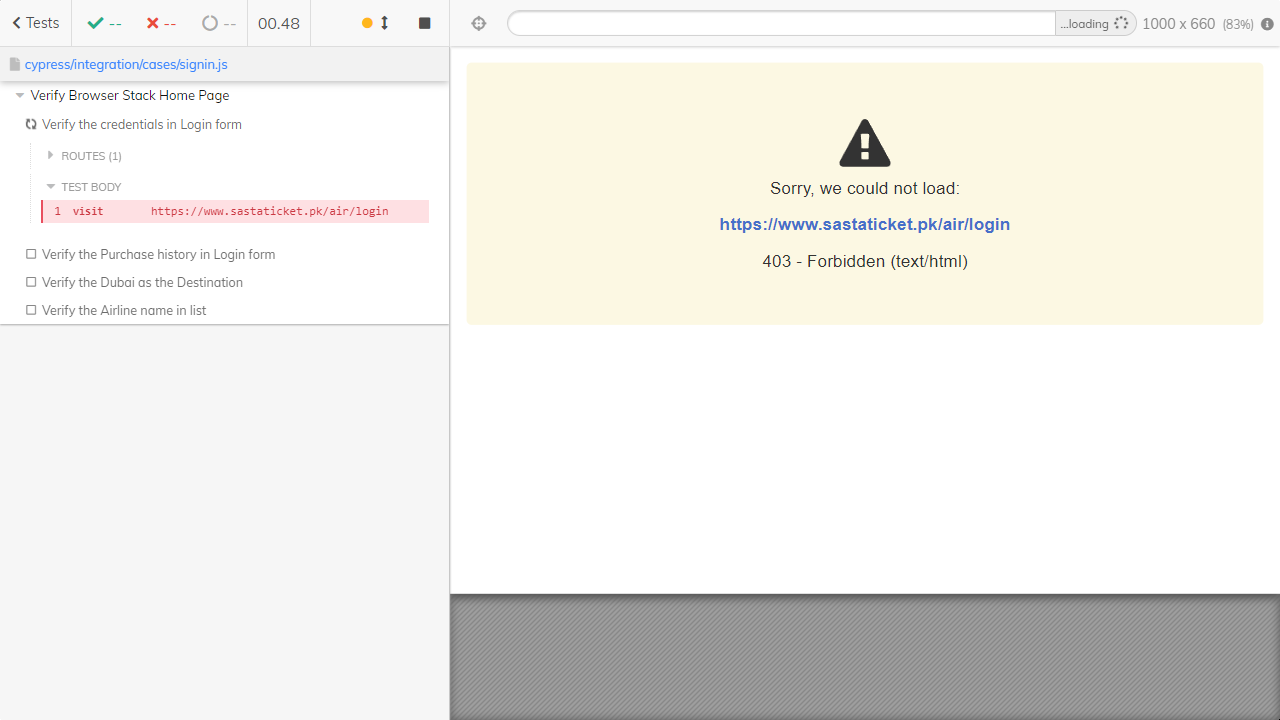 Tests -- -- -- 00.48
...loading 1000 x 660 (83%)
cypress/integration/cases/signin.js
Verify Browser Stack Home Page
Verify the credentials in Login form
ROUTES (1)
TEST BODY
1 visit https://www.sastaticket.pk/air/login
Verify the Purchase history in Login form
Verify the Dubai as the Destination
Verify the Airline name in list
Sorry, we could not load:
https://www.sastaticket.pk/air/login
403 - Forbidden (text/html)